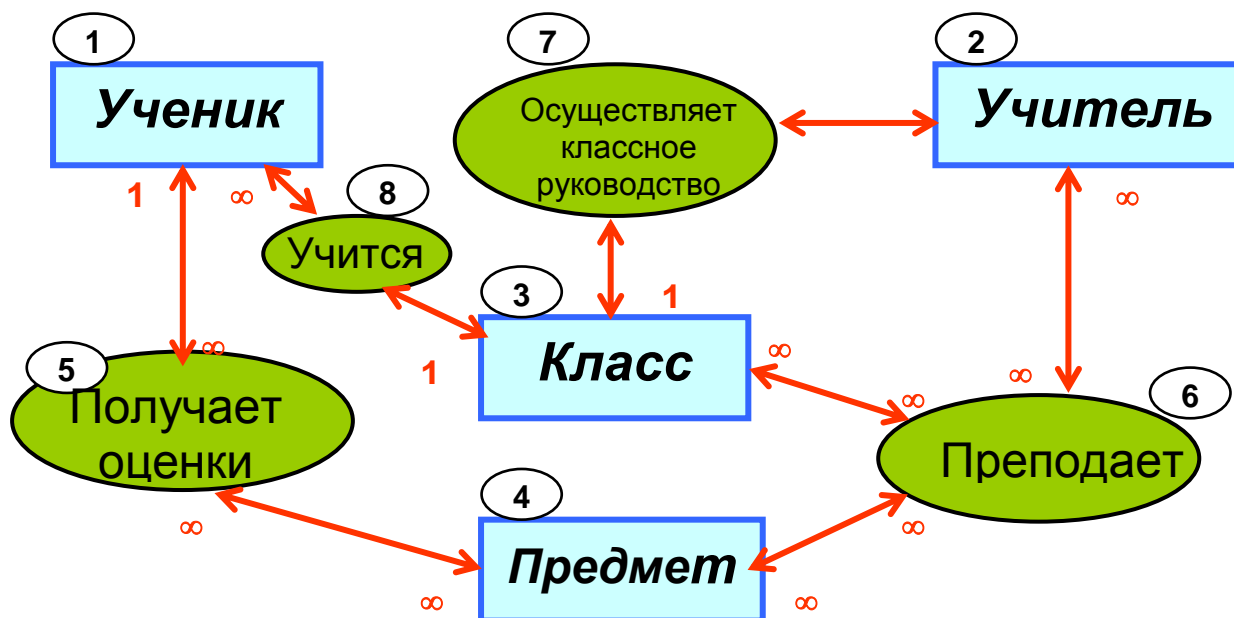 1
7
2
Ученик
Осуществляет
классное
руководство
Учитель
1
∞
8
∞
Учится
3
1
∞
1
Класс
∞
∞
∞
5
6
Получает
оценки
Преподает
4
∞
∞
Предмет
∞
∞